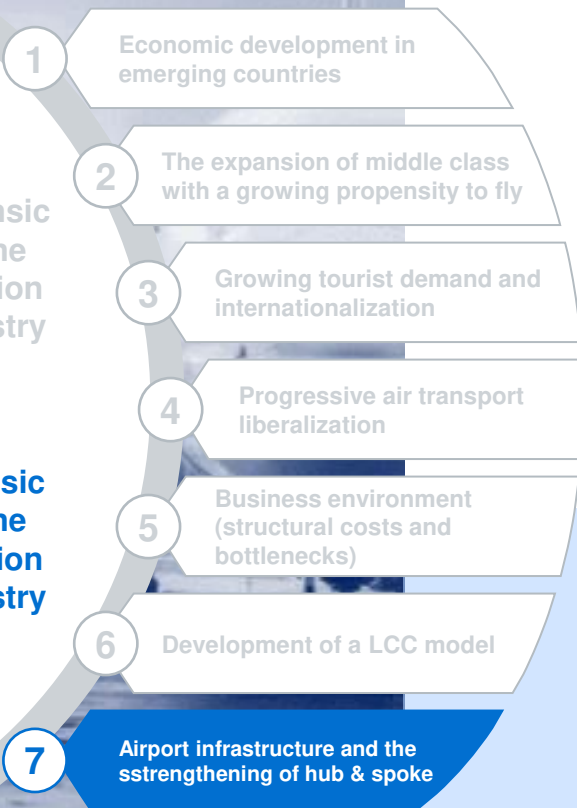 1
Economic development in
emerging countries
2
The expansion of middle class
with a growing propensity to fly
3
Growing tourist demand and
internationalization
4
Progressive air transport
liberalization
5
Business environment
(structural costs and
bottlenecks)
6
Development of a LCC model
7
Airport infrastructure and the
sstrengthening of hub & spoke